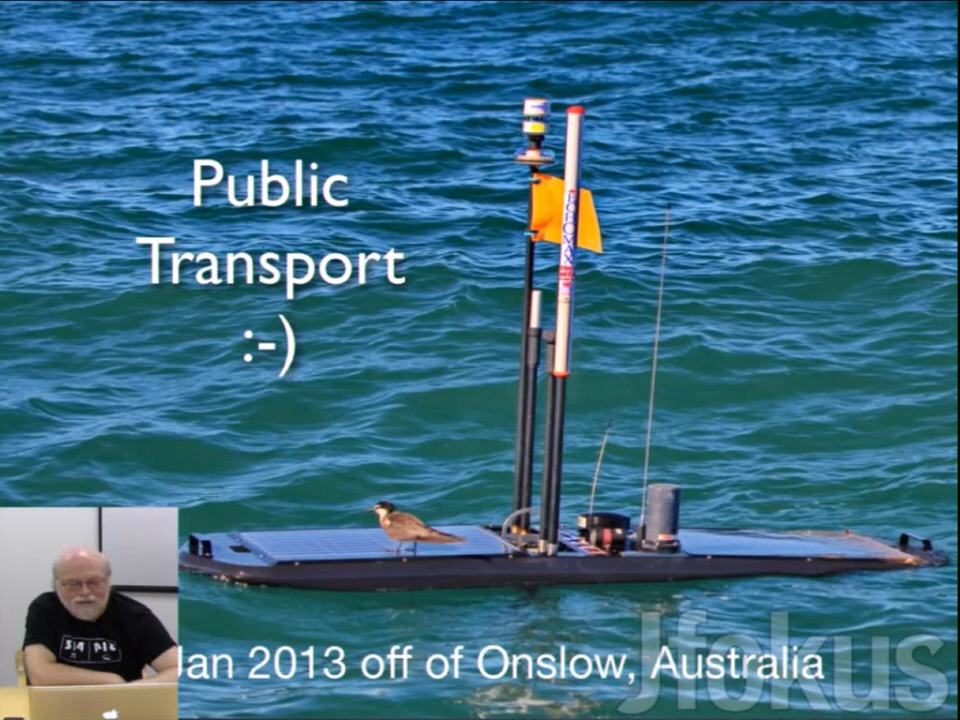 Public
Transport
:-)
Jan 2013 off of Onslow, Australia
Jfokus